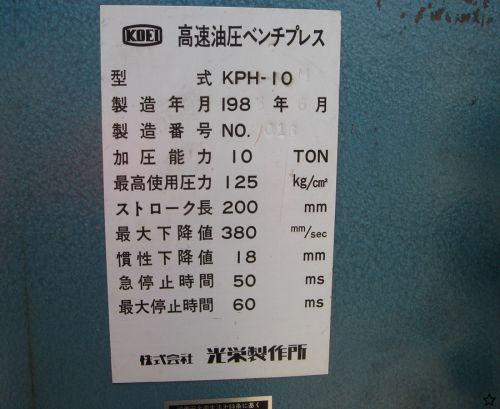 KOEI 高速油圧ベンチプレス
型 式 KPH-10
製造年月 198 年 月
製造番号 NO.
加圧能力 10 TON
最高使用圧力 125 kg/cm²
ストローク長 200 mm
最大下降値 380 mm/sec
慣性下降値 18 mm
急停止時間 50 ms
最大停止時間 60 ms
株式会社 光栄製作所